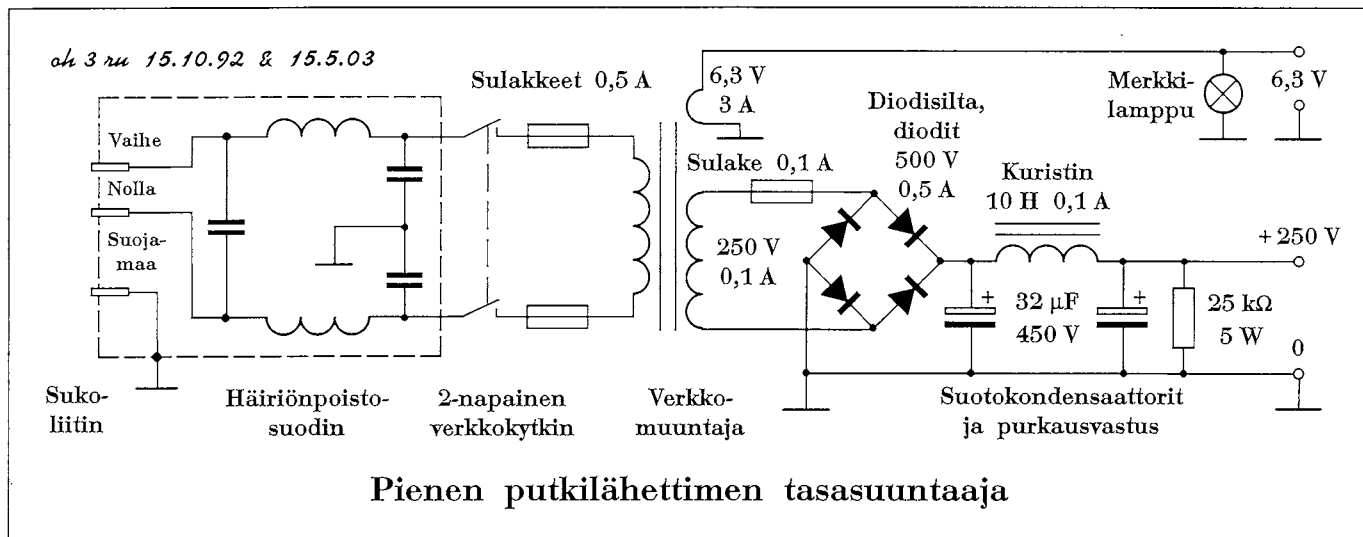 oh 3 ru 15.10.92 & 15.5.03
Sulakkeet 0,5 A
6,3 V
3 A
Diodisilta,
diodit
500 V
0,5 A
Merkki-
lamppu
6,3 V
Vaihe
Nolla
Suoja-
maa
Sulake 0,1 A
250 V
0,1 A
Kuristin
10 H 0,1 A
+250 V
+
32 μF
450 V
+
25 kΩ
5 W
0
Suko-
liitin
Häiriönpoisto-
suodin
2-napainen
verkkokytkin
Verkko-
muuntaja
Suotokondensaattorit
ja purkausvastus
Pienen putkilähettimen tasasuuntaaja